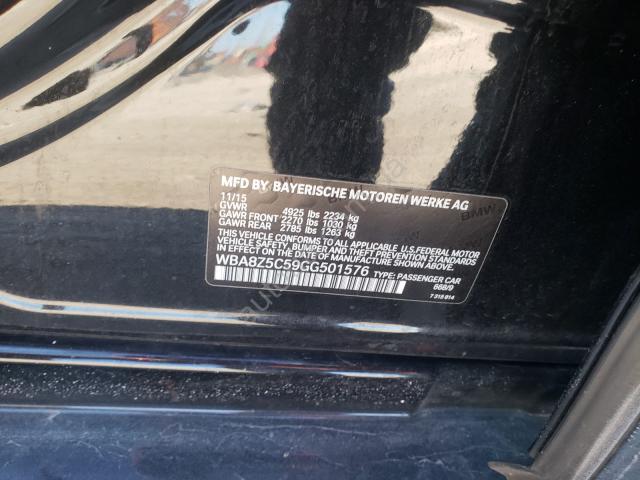 MFD BY BAYERISCHE MOTOREN WERKE AG
11/15
GVWR 4925 lbs 2234 kg
GAWR FRONT 2270 lbs 1030 kg
GAWR REAR 2785 lbs 1263 kg
THIS VEHICLE CONFORMS TO ALL APPLICABLE U.S.FEDERAL MOTOR
VEHICLE SAFETY, BUMPER AND THEFT PREVENTION STANDARDS
IN EFFECT ON THE DATE OF MANUFACTURE SHOWN ABOVE.
WBA8Z5C59GG501576 TYPE: PASSENGER CAR
668/9
7 315 614
BMW